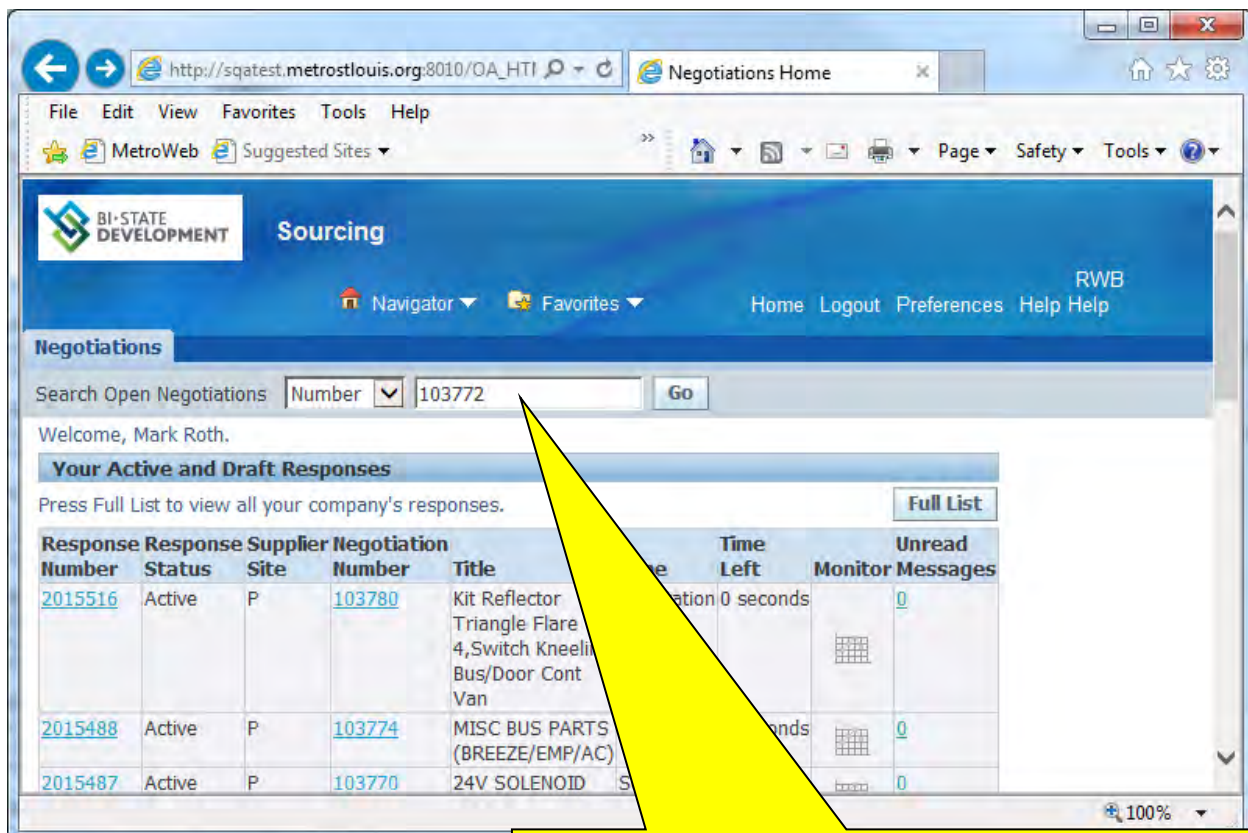 http://sqatest.metrostlouis.org:8010/OA_HTI
Negotiations Home
File Edit View Favorites Tools Help
MetroWeb Suggested Sites
Page Safety Tools
BI-STATE
DEVELOPMENT
Sourcing
RWB
Navigator Favorites Home Logout Preferences Help Help
Negotiations
Search Open Negotiations Number 103772 Go
Welcome, Mark Roth.
Your Active and Draft Responses
Press Full List to view all your company's responses. Full List
Response Response Supplier Negotiation Time Unread
Number Status Site Number Title Left Monitor Messages
2015516 Active P 103780 Kit Reflector 0 seconds 0
Triangle Flare
4,Switch
Bus/Door Cont
Van
2015488 Active P 103774 MISC BUS PARTS 0
(BREEZE/EMP/AC)
2015487 Active P 103770 24V SOLENOID 0
100%